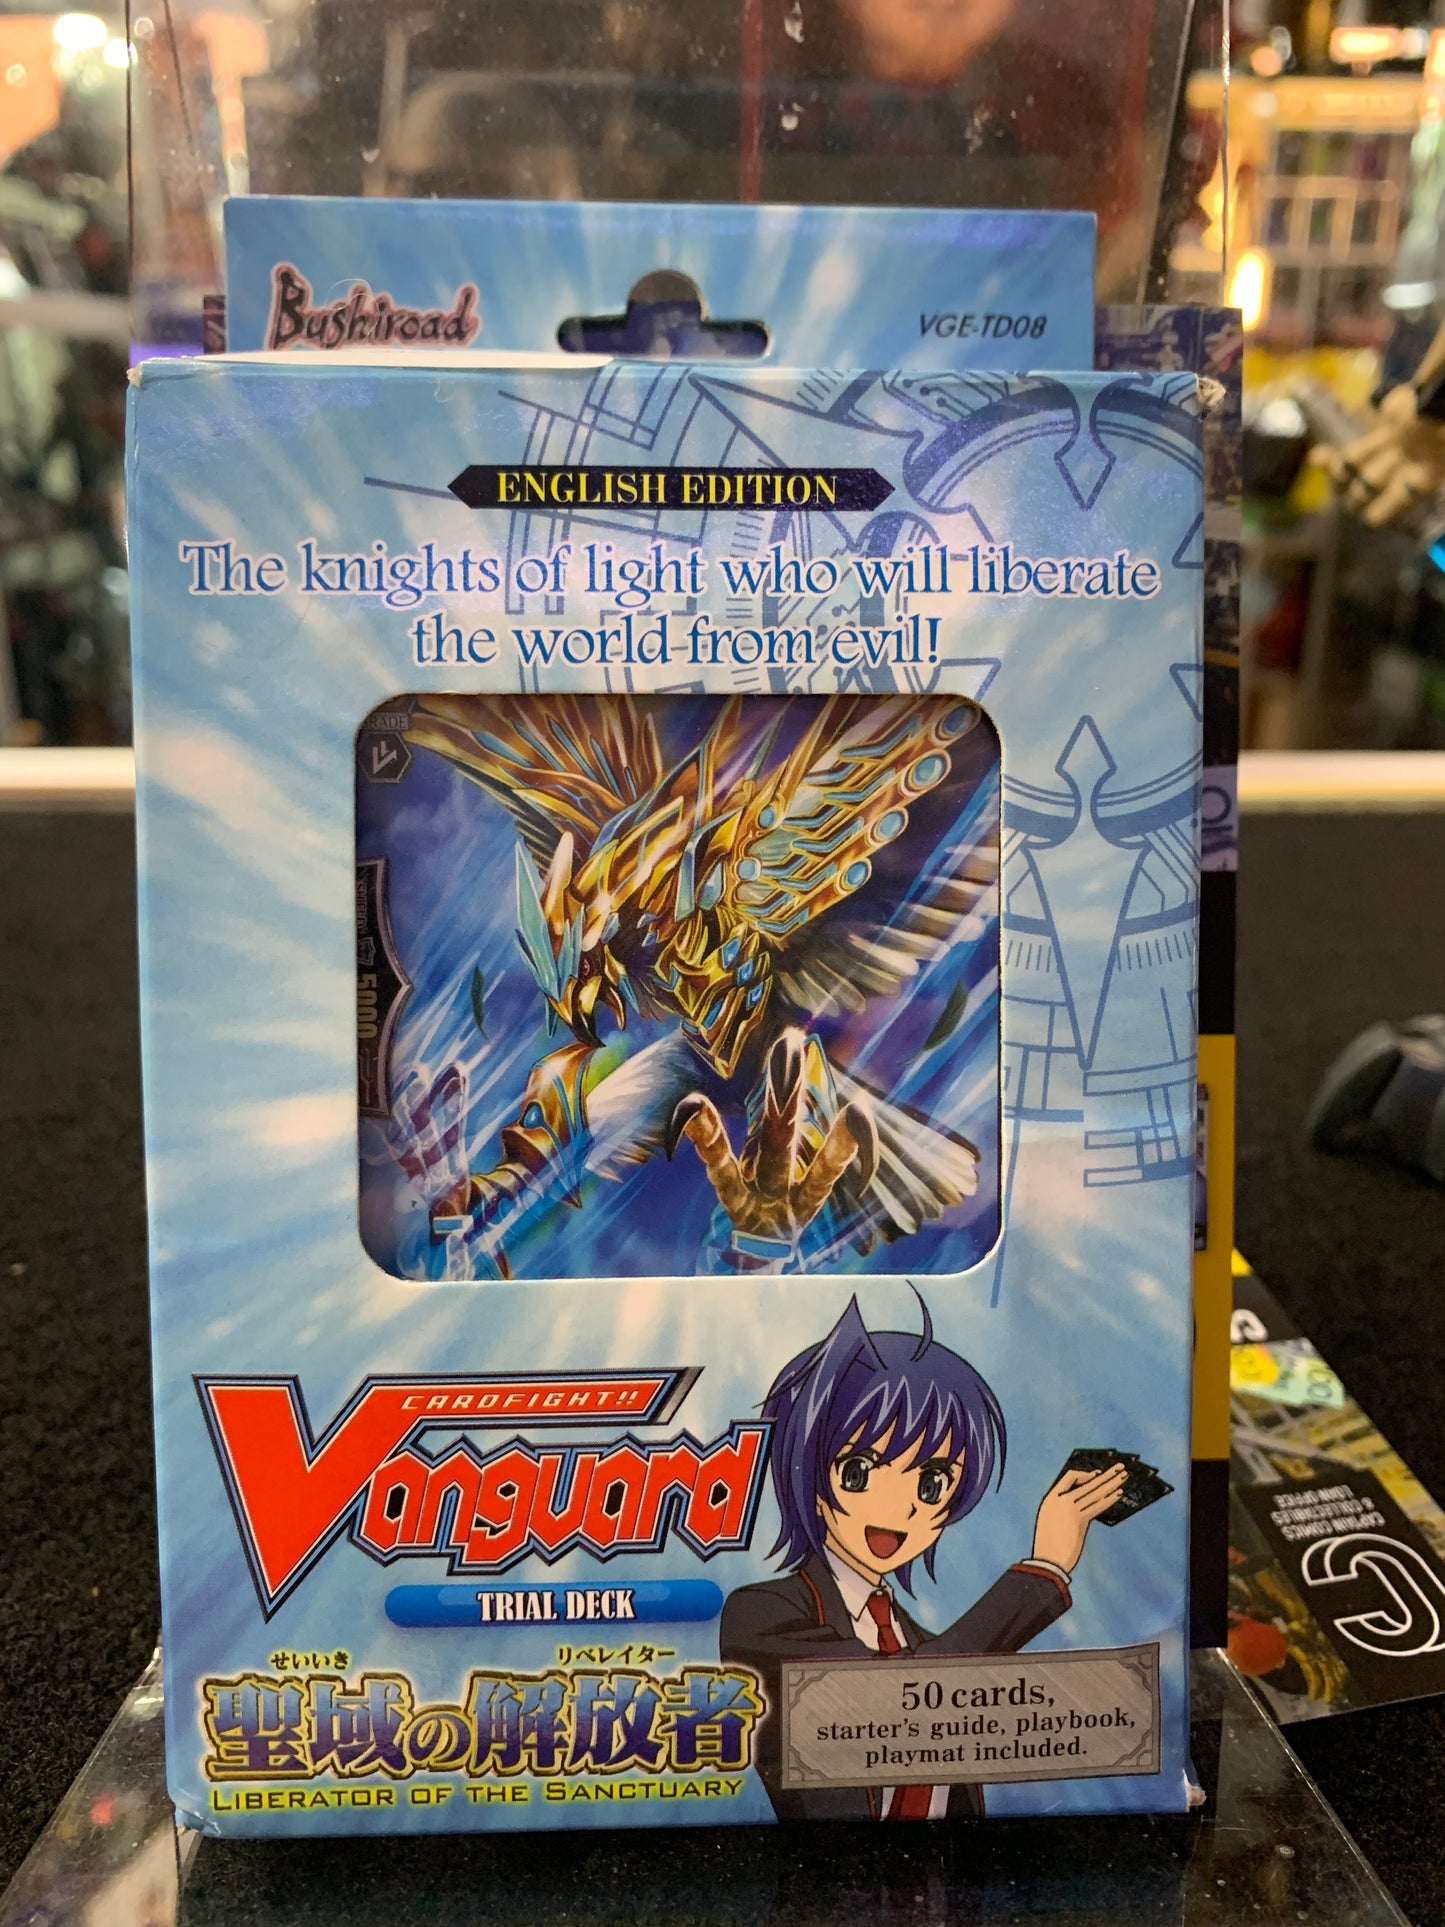 Bushiroad
VGE-TD08
ENGLISH EDITION
The knights of light who will liberate
the world from evil!
5000
CARDFIGHT!!
Vanguard
TRIAL DECK
せいいき リベレイター
聖域の解放者
LIBERATOR OF THE SANCTUARY
50 cards,
starter's guide, playbook,
playmat included.
CAPTAIN COMICS